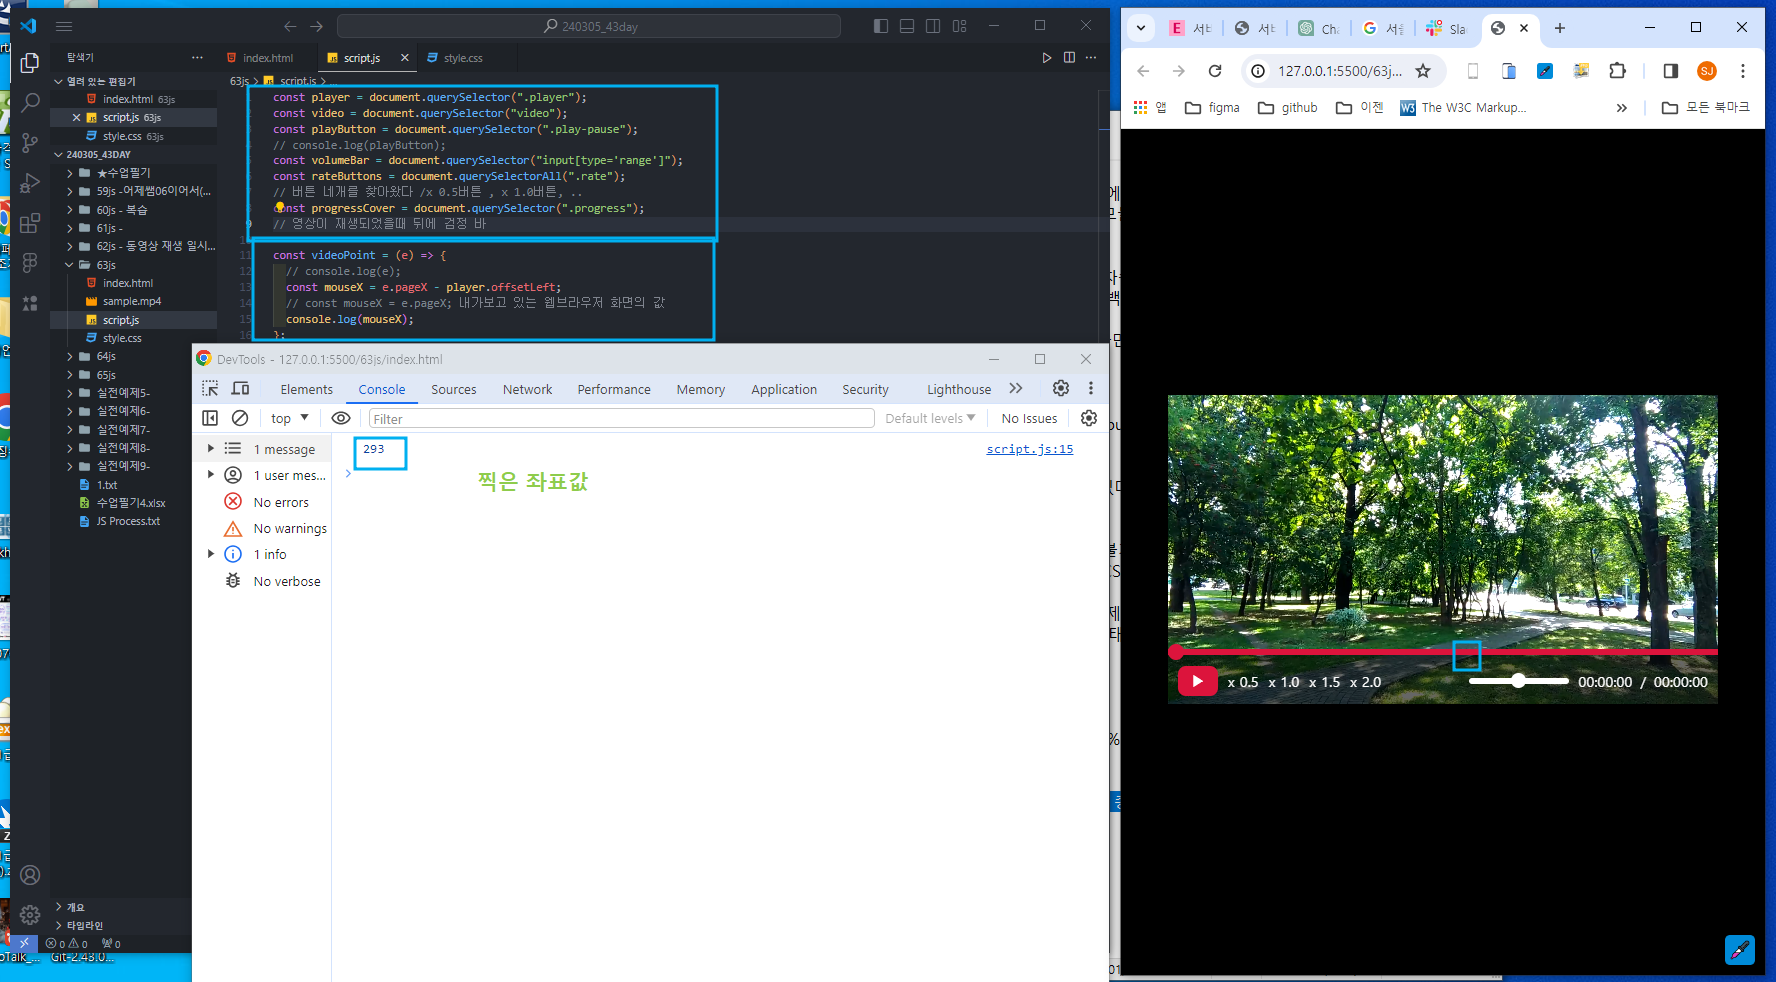 240305_43day
탐색기
열려 있는 편집기
index.html 63js
script.js 63js
style.css 63js
240305_43DAY
★수업필기
59js -어제쌤06이어서(...
60js - 복습
61js -
62js - 동영상 재생 일시...
63js
index.html
sample.mp4
script.js
style.css
64js
65js
실전예제5-
실전예제6-
실전예제7-
실전예제8-
실전예제9-
1.txt
수업필기4.xlsx
JS Process.txt
개요
타임라인
0 0 0
Git-2.48.0...
index.html
script.js
style.css
63js > script.js > ...
const player = document.querySelector(".player");
const video = document.querySelector("video");
const playButton = document.querySelector(".play-pause");
// console.log(playButton);
const volumeBar = document.querySelector("input[type='range']");
const rateButtons = document.querySelectorAll(".rate");
// 버튼 네개를 찾아왔다 /x 0.5버튼 , x 1.0버튼, ..
const progressCover = document.querySelector(".progress");
9 // 영상이 재생되었을때 뒤에 검정 바
10
11 const videoPoint = (e) => {
12 // console.log(e);
13 const mouseX = e.pageX - player.offsetLeft;
14 // const mouseX = e.pageX; 내가보고 있는 웹브라우저 화면의 값
15 console.log(mouseX);
16 };
DevTools - 127.0.0.1:5500/63js/index.html
Elements Console Sources Network Performance Memory Application Security Lighthouse
top Filter Default levels No Issues
1 message
1 user mes...
No errors
No warnings
1 info
No verbose
293
script.js:15
찍은 좌표값
서비
서비
Cha
서울
Sla
127.0.0.1:5500/63j...
SJ
앱 figma github 이젠 The W3C Markup... 모든 북마크
x 0.5 x 1.0 x 1.5 x 2.0 00:00:00 / 00:00:00